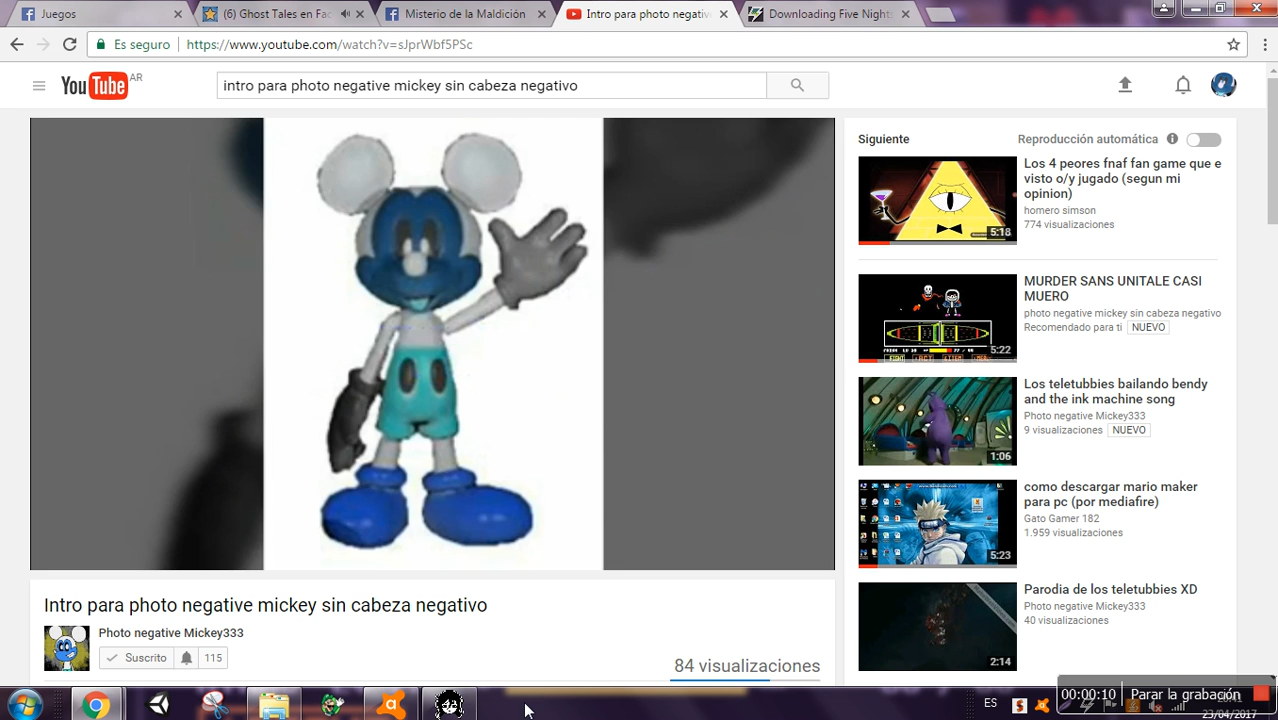 Juegos
(6) Ghost Tales en Fac
Misterio de la Maldición
Intro para photo negativ
Downloading Five Night
Es seguro
https://www.youtube.com/watch?v=sJprWbf5PSc
YouTube AR
intro para photo negative mickey sin cabeza negativo
Siguiente
Reproducción automática
Los 4 peores fnaf fan game que e
visto o/y jugado (segun mi
opinion)
homero simson
774 visualizaciones
5:18
MURDER SANS UNITALE CASI
MUERO
photo negative mickey sin cabeza negativo
Recomendado para ti NUEVO
5:22
Los teletubbies bailando bendy
and the ink machine song
Photo negative Mickey333
9 visualizaciones NUEVO
1:06
como descargar mario maker
para pc (por mediafire)
Gato Gamer 182
1.959 visualizaciones
5:23
Parodia de los teletubbies XD
Photo negative Mickey333
40 visualizaciones
2:14
Intro para photo negative mickey sin cabeza negativo
Photo negative Mickey333
Suscrito 115
84 visualizaciones
ES
00:00:10 Parar la grabación
23/04/2017